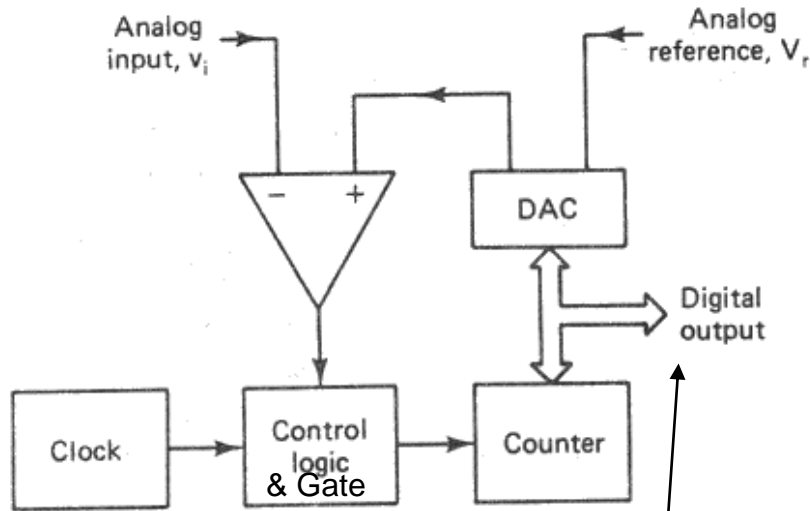 Analog
input, vᵢ
Analog
reference, Vᵣ
− +
DAC
Digital
output
Clock
Control
logic
& Gate
Counter